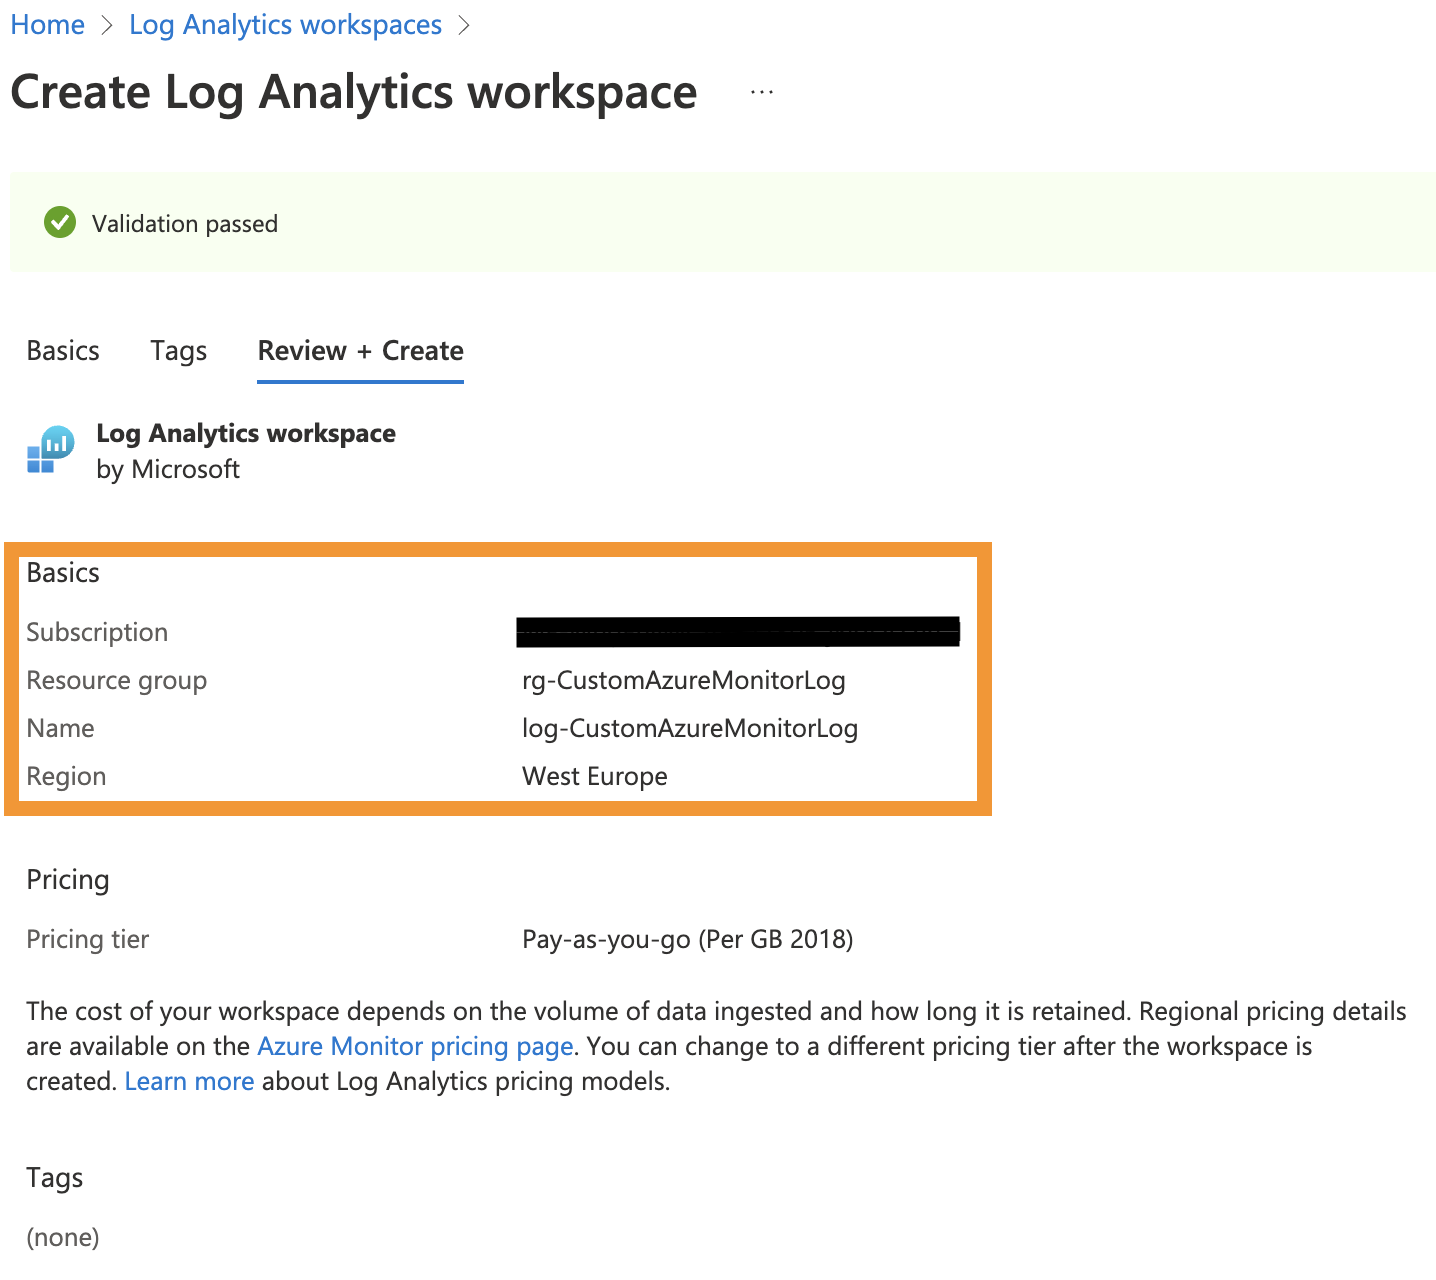 Home > Log Analytics workspaces >
Create Log Analytics workspace ...
Validation passed
Basics Tags Review + Create
Log Analytics workspace
by Microsoft
Basics
Subscription
Resource group rg-CustomAzureMonitorLog
Name log-CustomAzureMonitorLog
Region West Europe
Pricing
Pricing tier Pay-as-you-go (Per GB 2018)
The cost of your workspace depends on the volume of data ingested and how long it is retained. Regional pricing details
are available on the Azure Monitor pricing page. You can change to a different pricing tier after the workspace is
created. Learn more about Log Analytics pricing models.
Tags
(none)